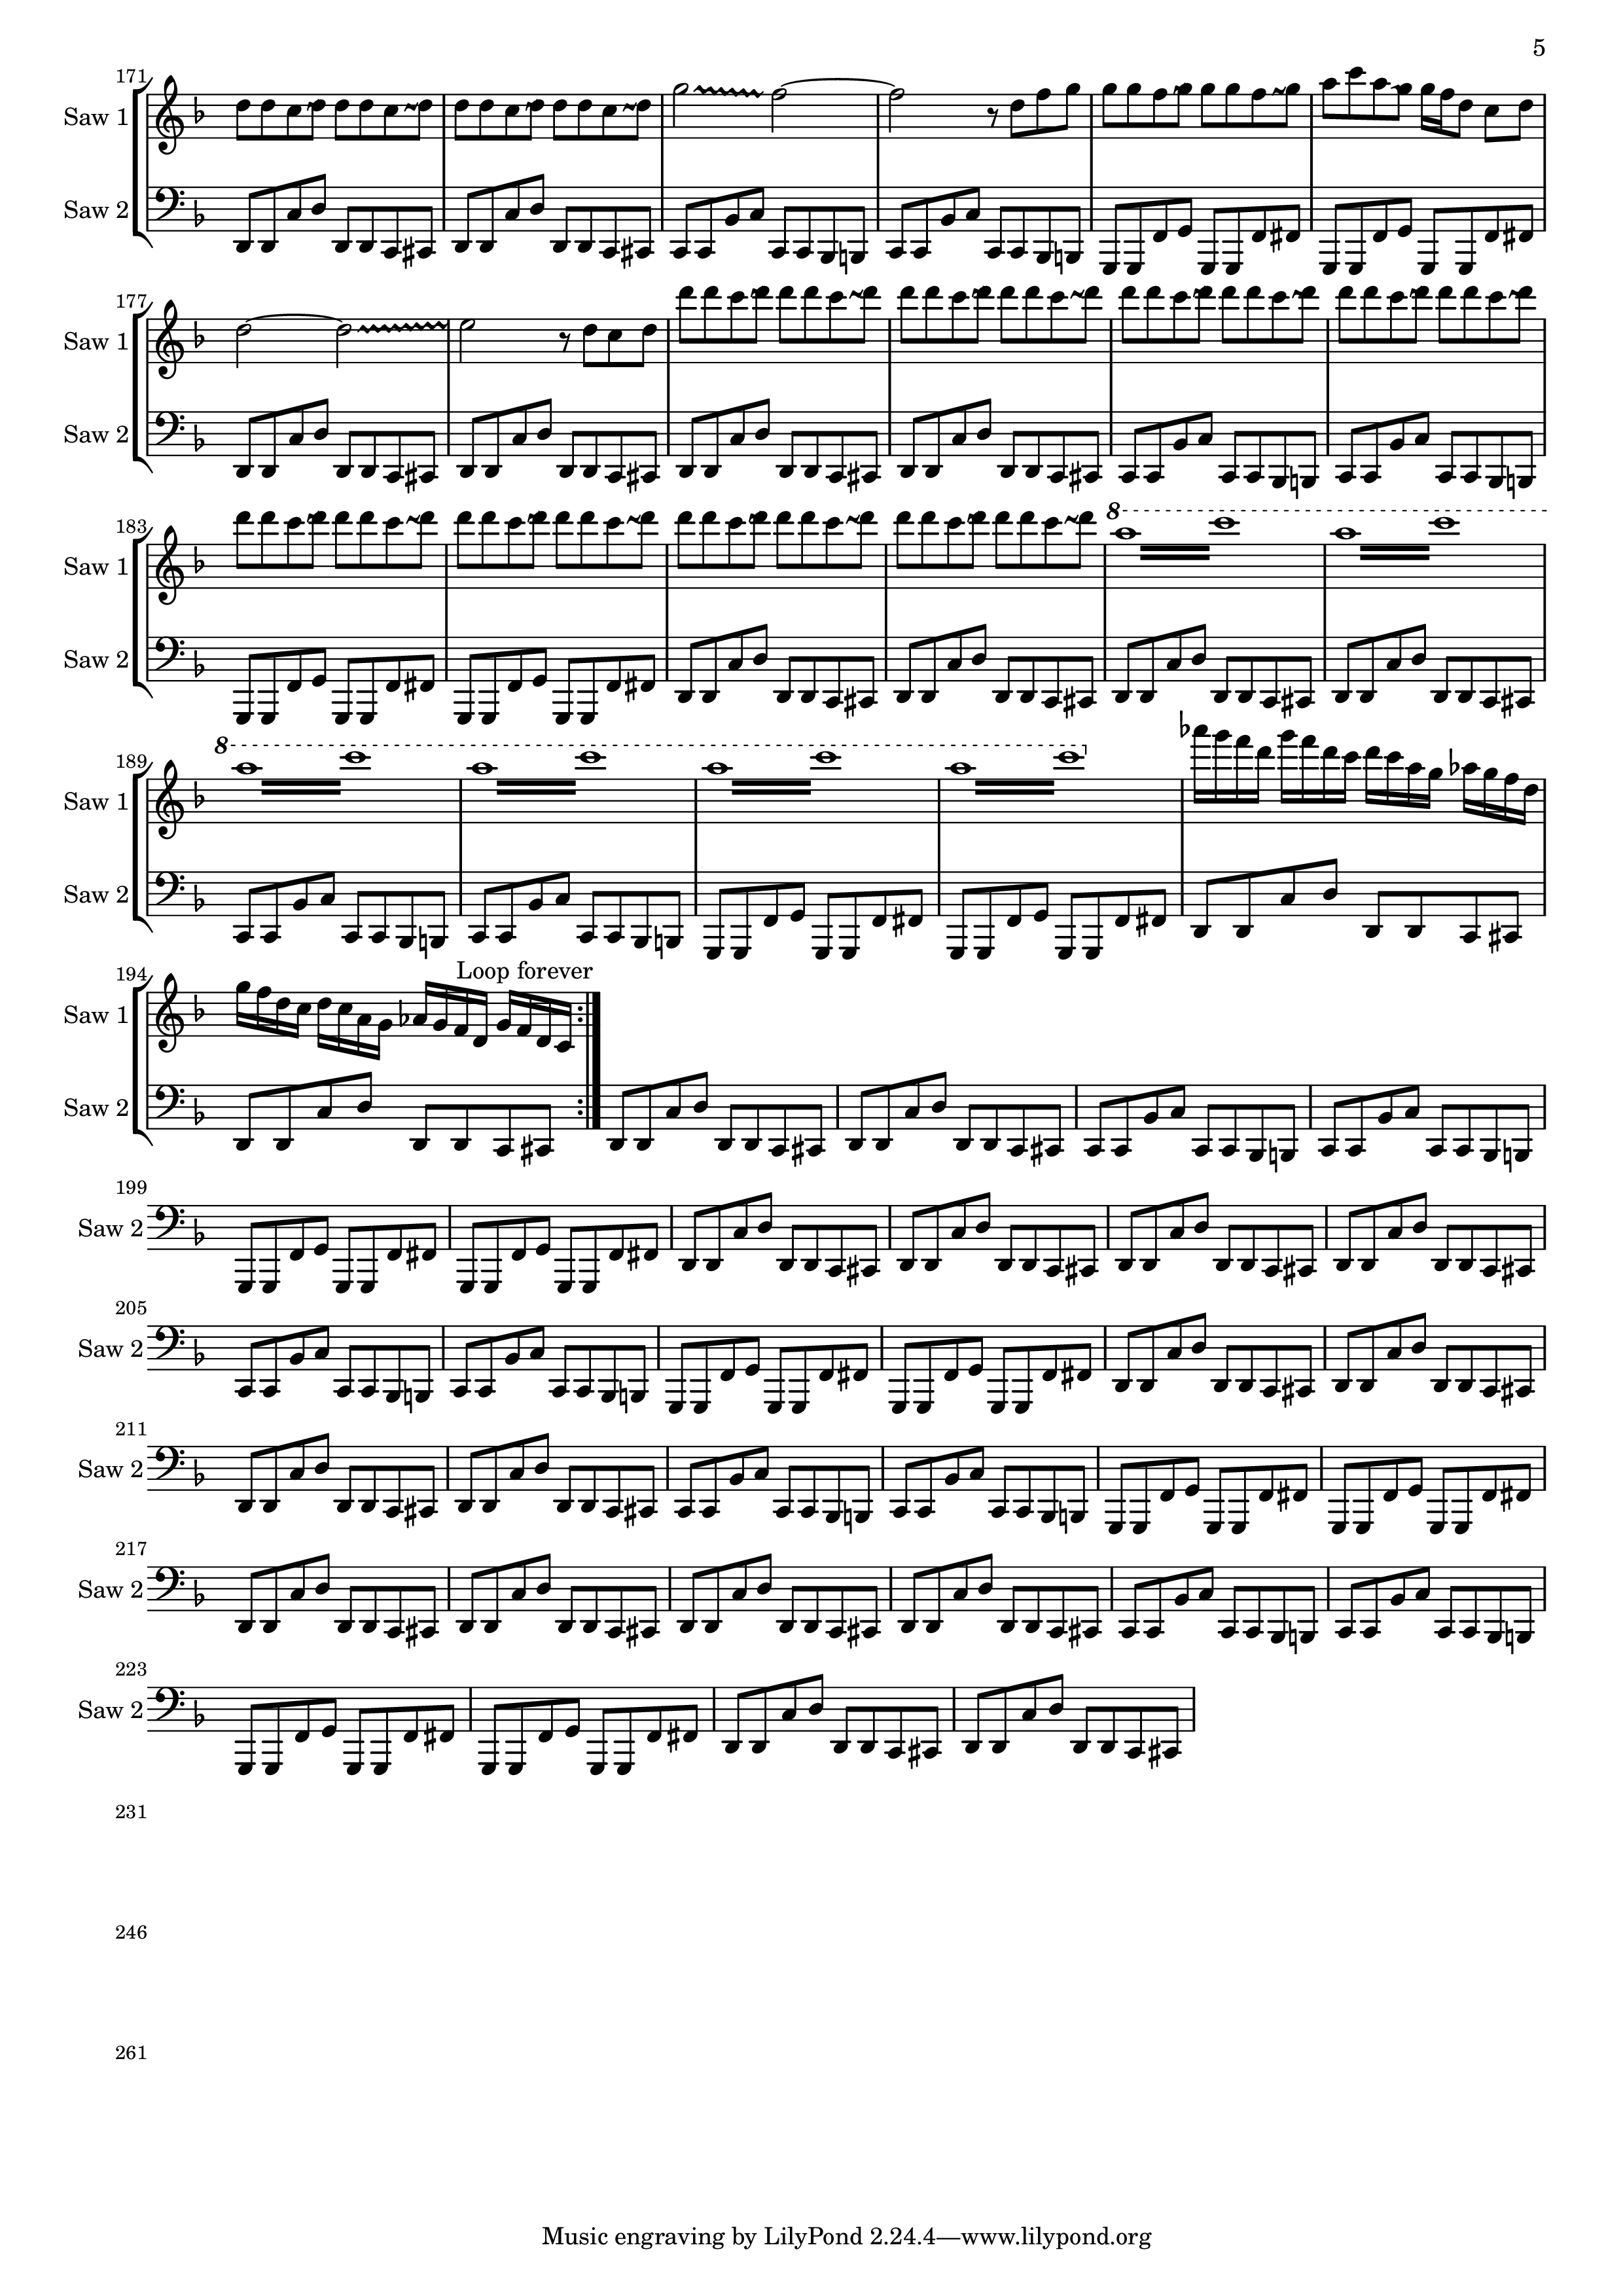 5
171
Saw 1
Saw 2
177
Saw 1
Saw 2
183
8
Saw 1
Saw 2
189
8
Saw 1
Saw 2
194
Loop forever
Saw 1
Saw 2
199
Saw 2
205
Saw 2
211
Saw 2
217
Saw 2
223
Saw 2
231
246
261
Music engraving by LilyPond 2.24.4—www.lilypond.org